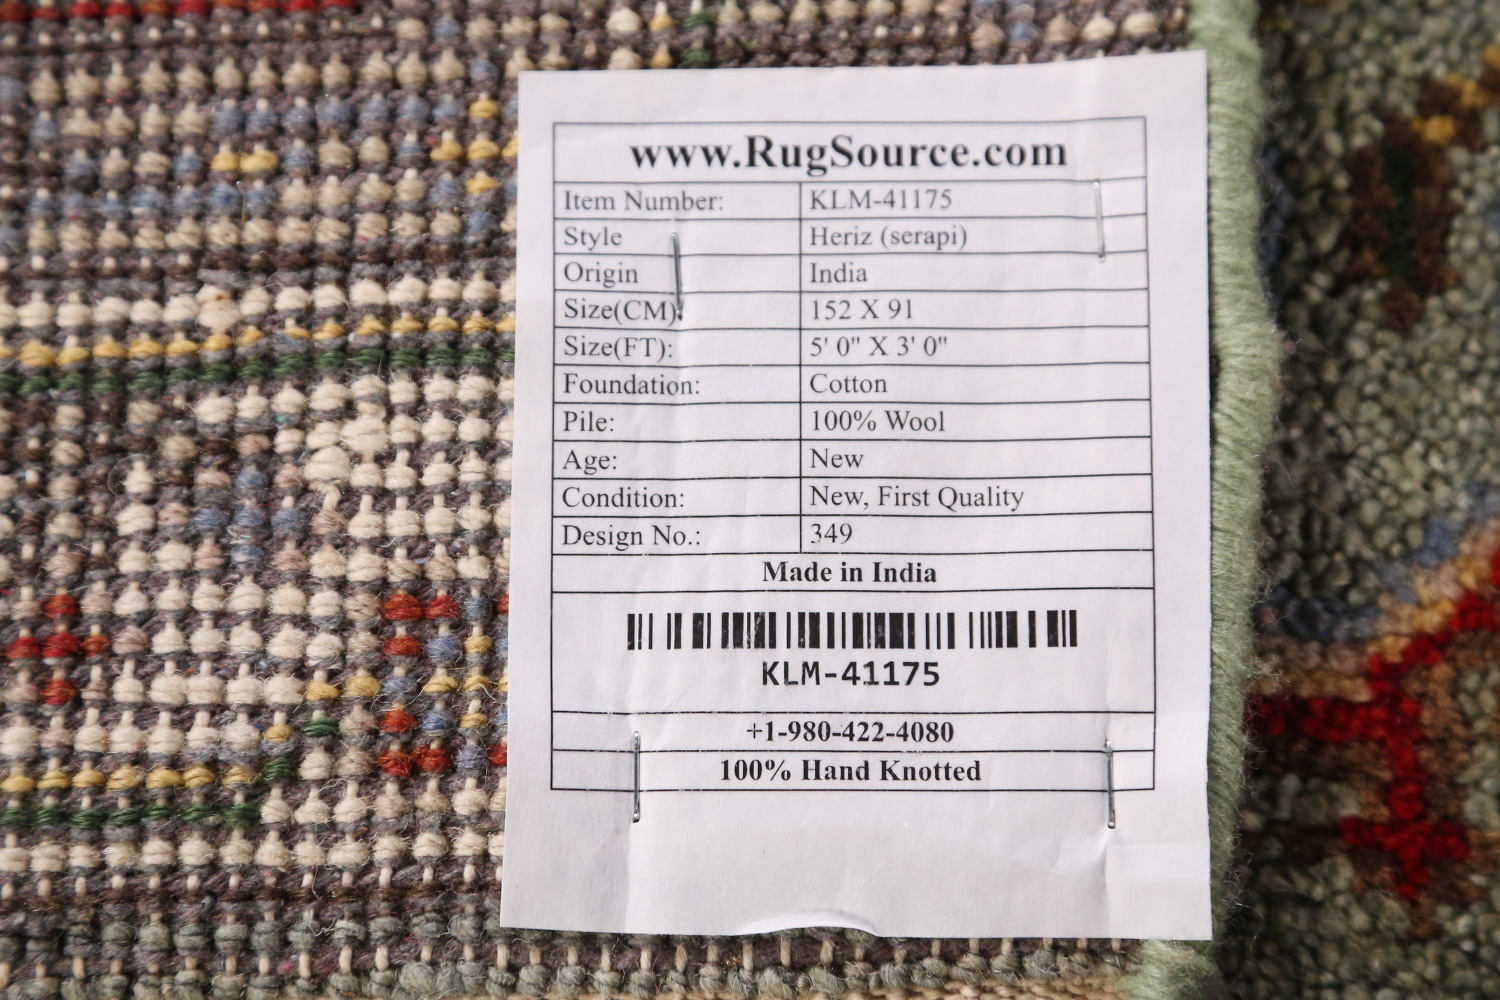 www.RugSource.com
Item Number: KLM-41175
Style Heriz (serapi)
Origin India
Size(CM): 152 X 91
Size(FT): 5' 0" X 3' 0"
Foundation: Cotton
Pile: 100% Wool
Age: New
Condition: New, First Quality
Design No.: 349
Made in India
KLM-41175
+1-980-422-4080
100% Hand Knotted